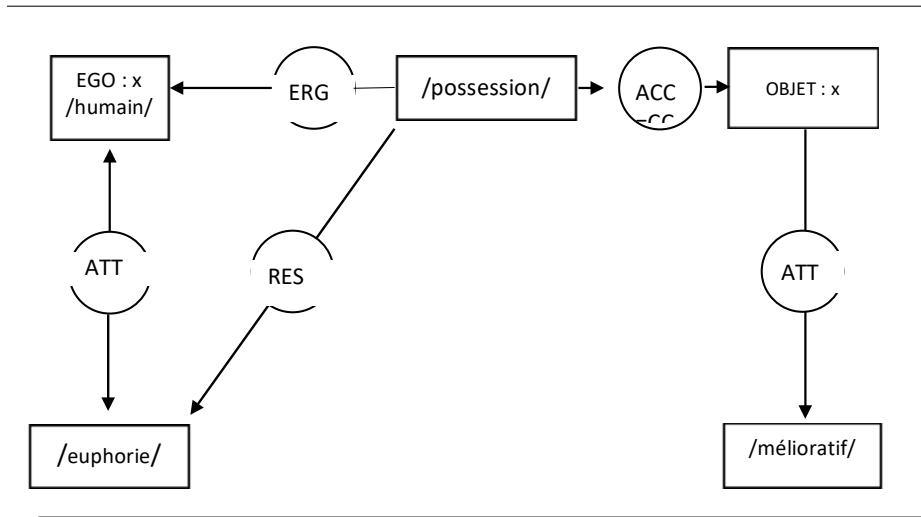 EGO : x
/humain/
ERG
/possession/
ACC
OBJET : x
ATT
RES
ATT
/euphorie/
/mélioratif/